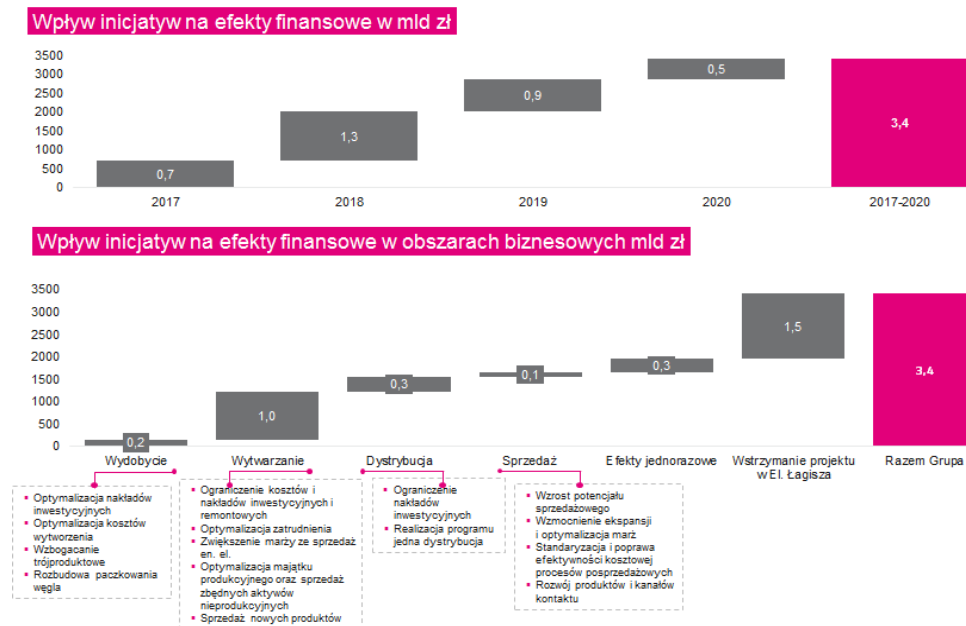 Wpływ inicjatyw na efekty finansowe w mld zł
3500
3000
2500
2000
1500
1000
500
0
0,7
1,3
0,9
0,5
3,4
2017
2018
2019
2020
2017-2020
Wpływ inicjatyw na efekty finansowe w obszarach biznesowych mld zł
3500
3000
2500
2000
1500
1000
500
0
0,2
1,0
0,3
0,1
0,3
1,5
3,4
Wydobycie
Wytwarzanie
Dystrybucja
Sprzedaż
Efekty jednorazowe
Wstrzymanie projektu
w El. Łagisza
Razem Grupa
Optymalizacja nakładów
inwestycyjnych
Optymalizacja kosztów
wytworzenia
Wzbogacanie
trójproduktowe
Rozbudowa paczkowania
węgla
Ograniczenie kosztów i
nakładów inwestycyjnych i
remontowych
Optymalizacja zatrudnienia
Zwiększenie marży ze sprzedaż
en. el.
Optymalizacja majątku
produkcyjnego oraz sprzedaż
zbędnych aktywów
nieprodukcyjnych
Sprzedaż nowych produktów
Ograniczenie
nakładów
inwestycyjnych
Realizacja programu
jedna dystrybucja
Wzrost potencjału
sprzedażowego
Wzmocnienie ekspansji
i optymalizacja marż
Standaryzacja i poprawa
efektywności kosztowej
procesów posprzedażowych
Rozwój produktów i kanałów
kontaktu